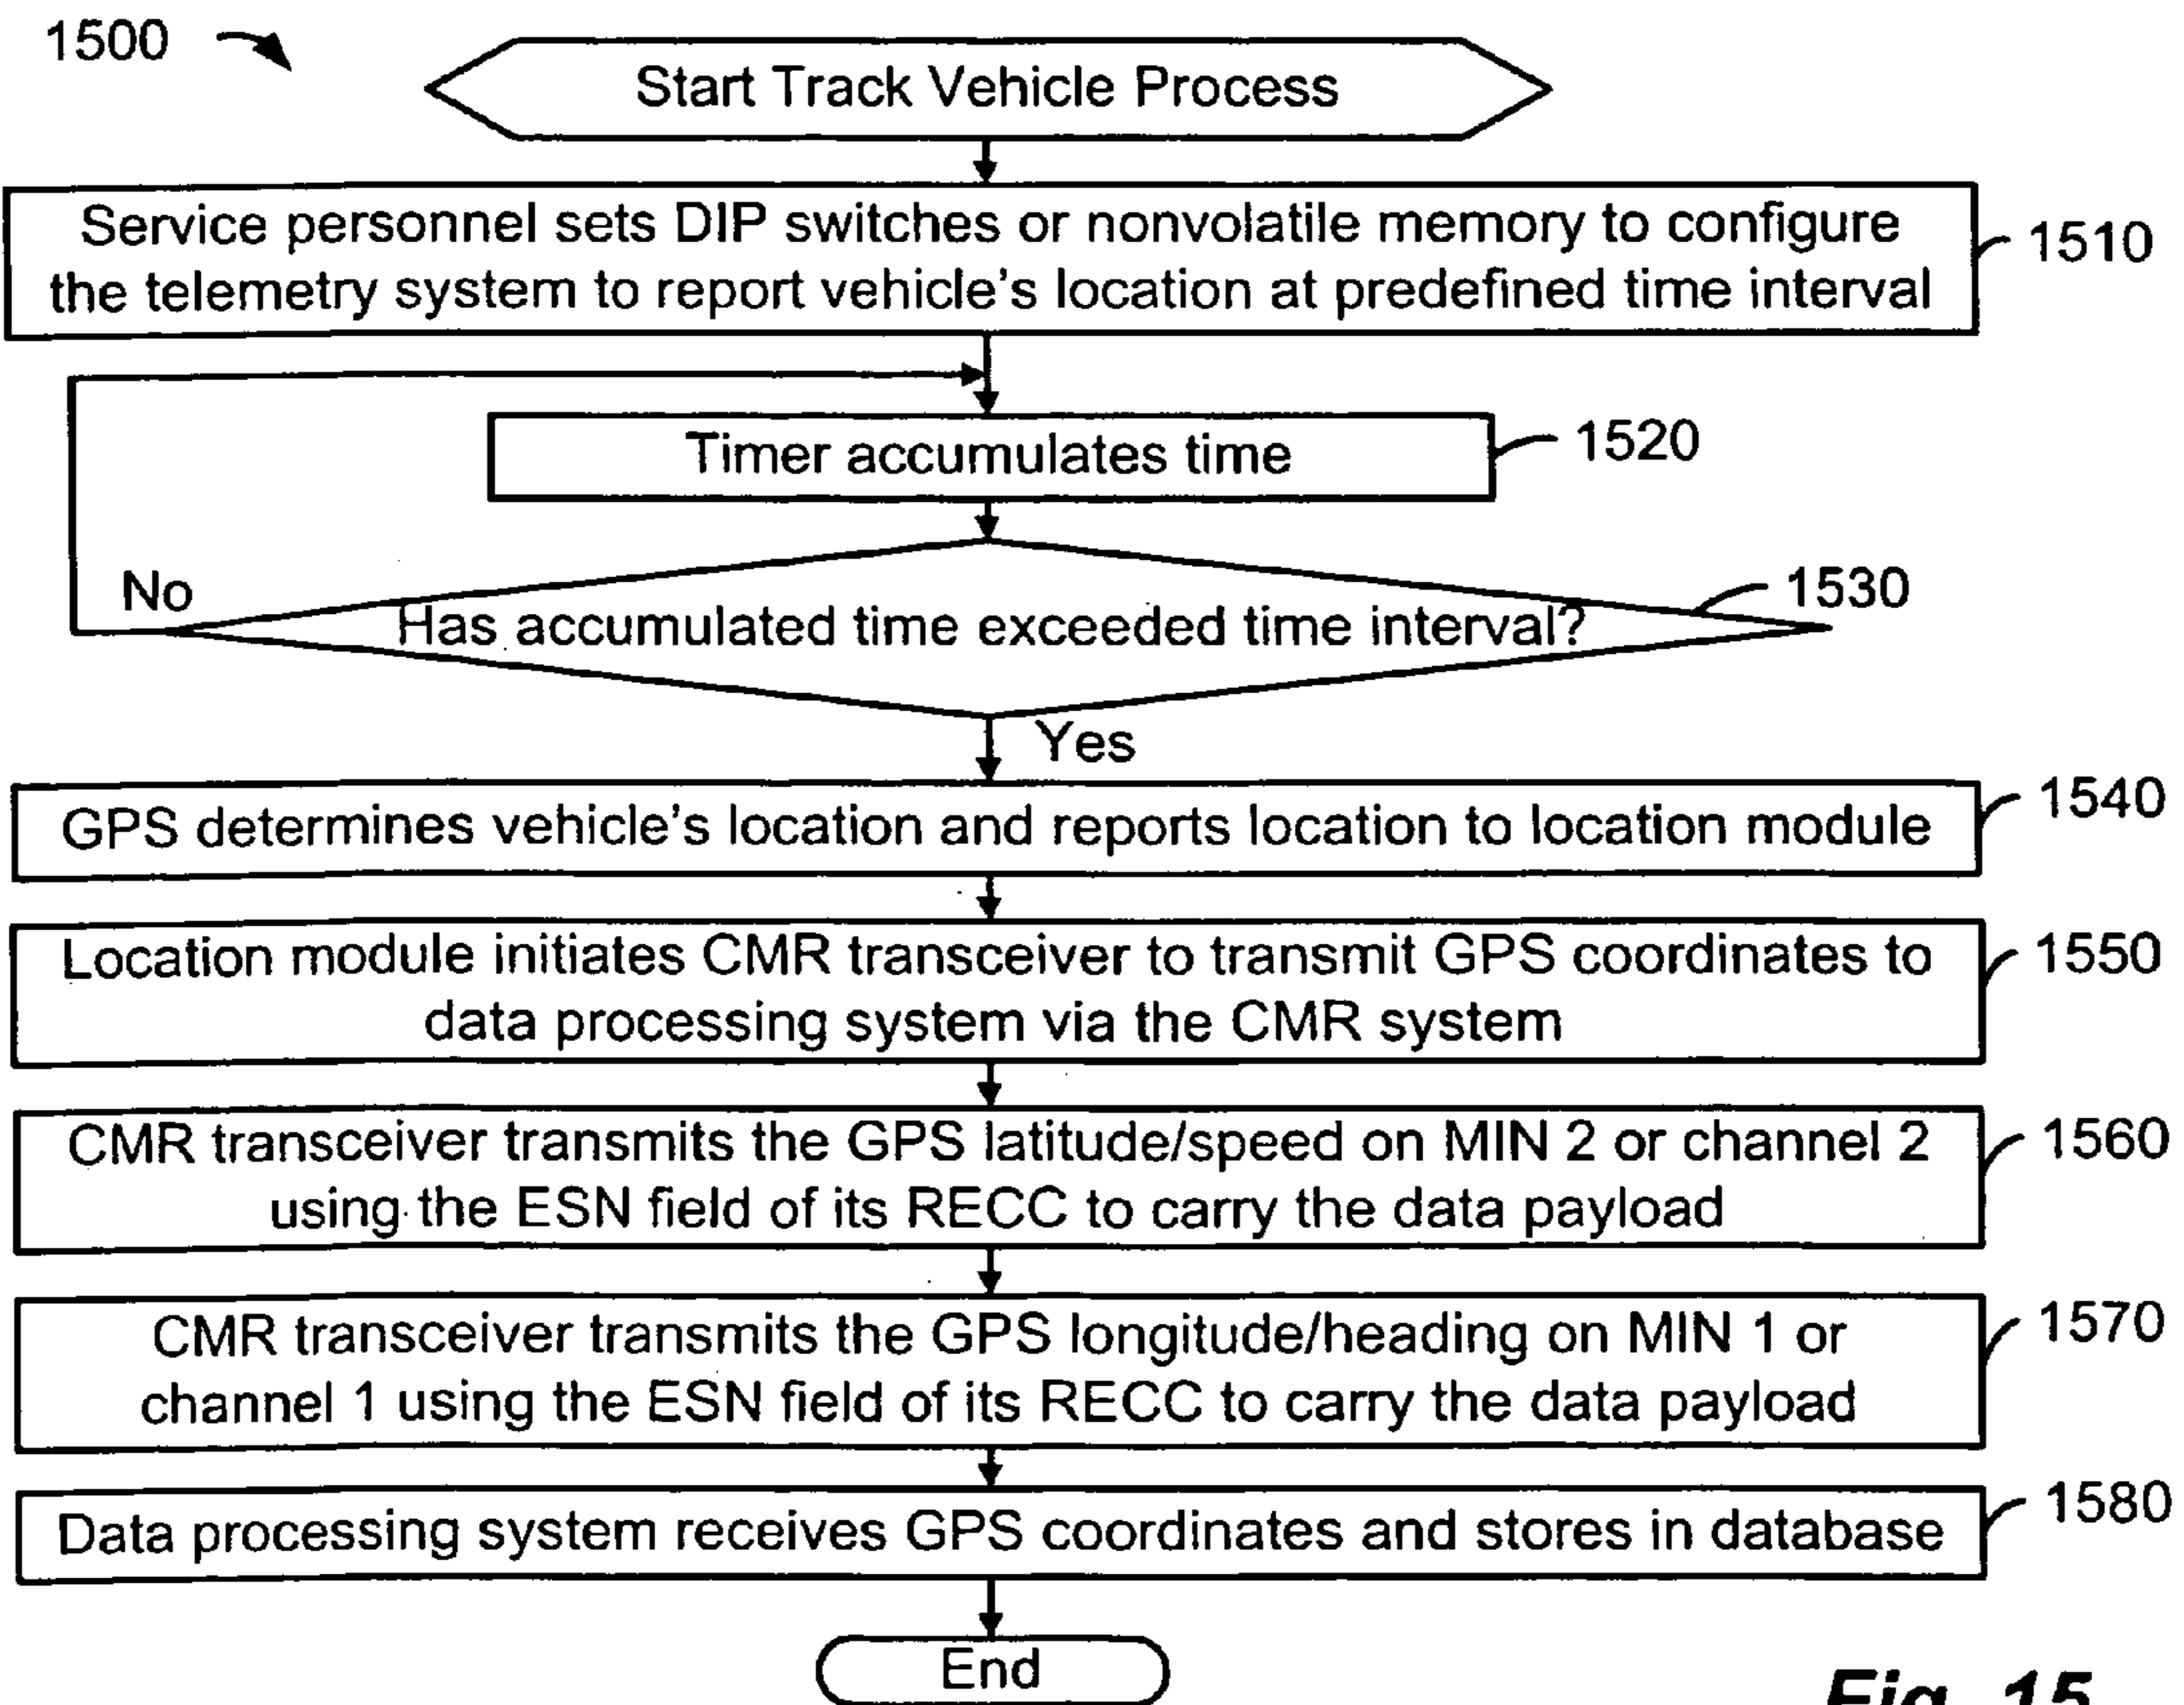 1500
Start Track Vehicle Process
Service personnel sets DIP switches or nonvolatile memory to configure
the telemetry system to report vehicle's location at predefined time interval
1510
Timer accumulates time
1520
No
Has accumulated time exceeded time interval?
1530
Yes
GPS determines vehicle's location and reports location to location module
1540
Location module initiates CMR transceiver to transmit GPS coordinates to
data processing system via the CMR system
1550
CMR transceiver transmits the GPS latitude/speed on MIN 2 or channel 2
using the ESN field of its RECC to carry the data payload
1560
CMR transceiver transmits the GPS longitude/heading on MIN 1 or
channel 1 using the ESN field of its RECC to carry the data payload
1570
Data processing system receives GPS coordinates and stores in database
1580
End
Fig. 15